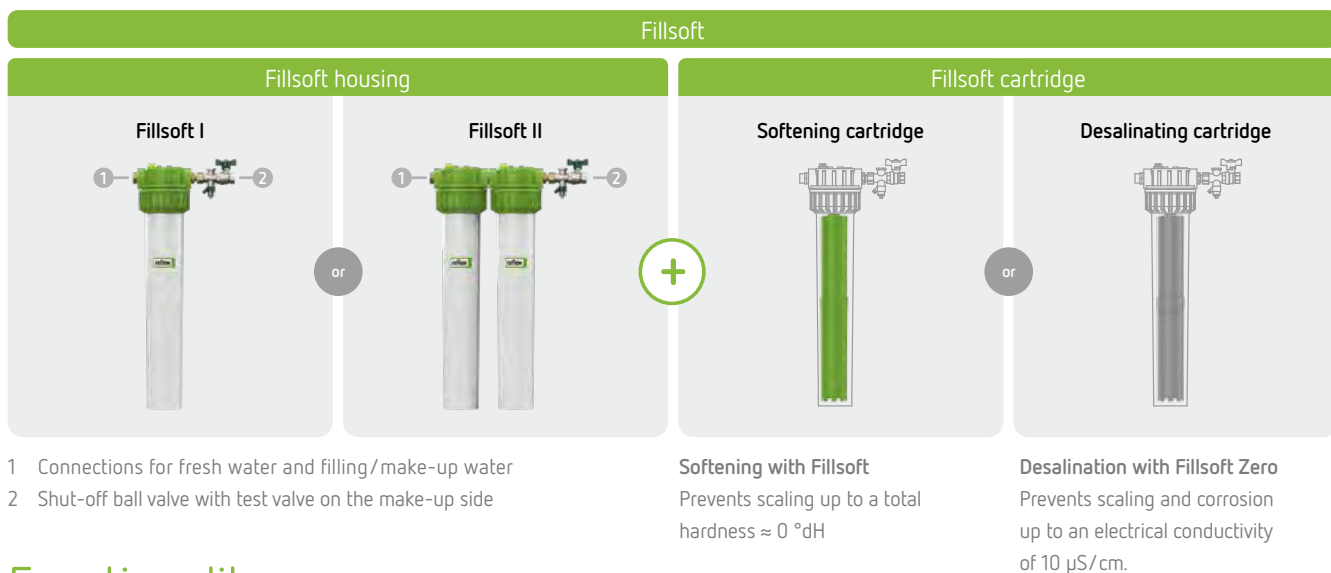 Fillsoft
Fillsoft housing
Fillsoft cartridge
Fillsoft I
Fillsoft II
Softening cartridge
Desalinating cartridge
1
2
1
2
reflex
or
reflex
reflex
+
or
1 Connections for fresh water and filling/make-up water
2 Shut-off ball valve with test valve on the make-up side
Softening with Fillsoft
Prevents scaling up to a total
hardness ≈ 0 °dH
Desalination with Fillsoft Zero
Prevents scaling and corrosion
up to an electrical conductivity
of 10 µS/cm.